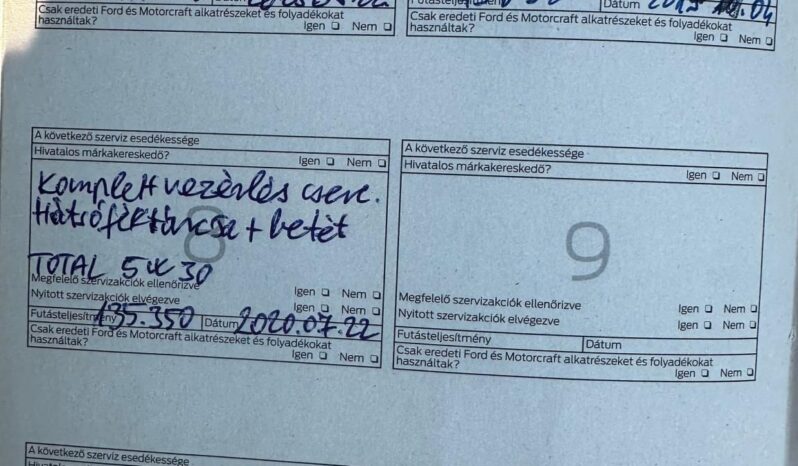 Dátum
Csak eredeti Ford és Motorcraft alkatrészeket és folyadékokat
használtak?
Igen ☐ Nem ☐
Futásteljesítmény
Dátum
Csak eredeti Ford és Motorcraft alkatrészeket és folyadékokat
használtak?
Igen ☐ Nem ☐
A következő szerviz esedékessége
Hivatalos márkakereskedő?
Igen ☐ Nem ☐
Komplett vezérlés csere.
Hátsó féktárcsa + betét
8
TOTAL 5W30
Megfelelő szervizakciók ellenőrizve
Igen ☐ Nem ☐
Nyitott szervizakciók elvégezve
Igen ☐ Nem ☐
Futásteljesítmény 135.350 Dátum 2020.07.22
Csak eredeti Ford és Motorcraft alkatrészeket és folyadékokat
használtak?
Igen ☐ Nem ☐
A következő szerviz esedékessége
Hivatalos márkakereskedő?
Igen ☐ Nem ☐
9
Megfelelő szervizakciók ellenőrizve
Igen ☐ Nem ☐
Nyitott szervizakciók elvégezve
Igen ☐ Nem ☐
Futásteljesítmény Dátum
Csak eredeti Ford és Motorcraft alkatrészeket és folyadékokat
használtak?
Igen ☐ Nem ☐
A következő szerviz esedékessége